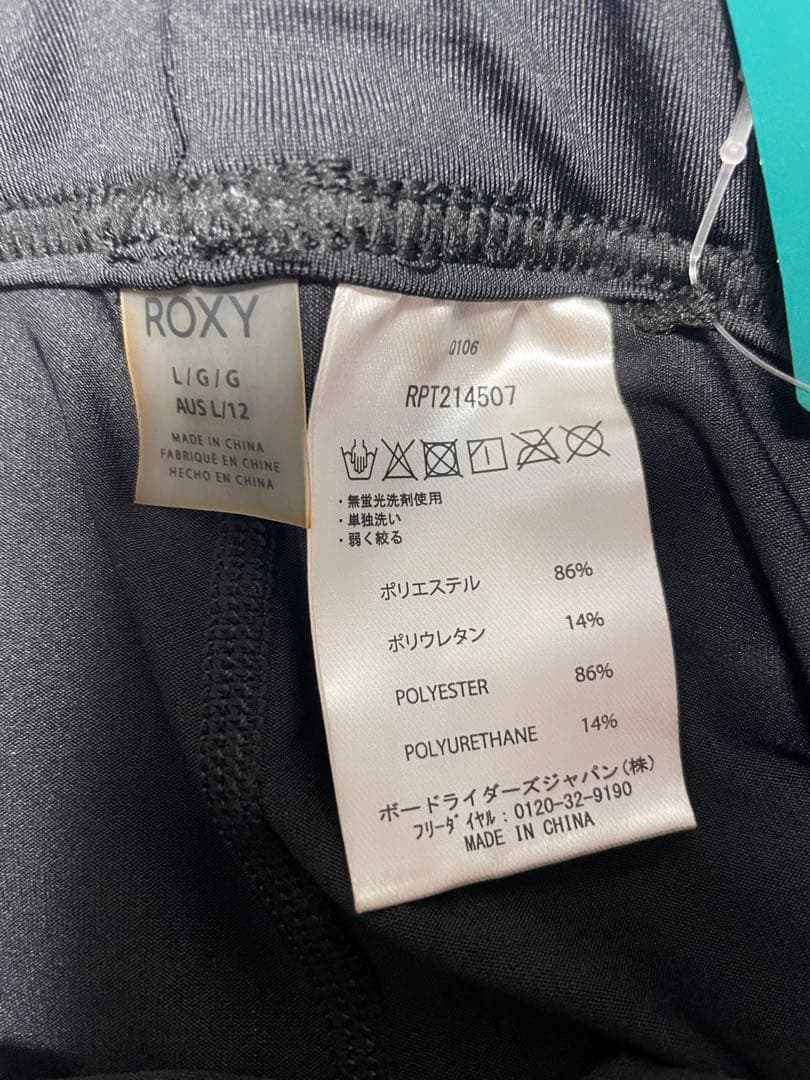 ROXY
L/G/G
AUS L/12
MADE IN CHINA
FABRIQUÉ EN CHINE
HECHO EN CHINA
Q106
RPT214507
・無蛍光洗剤使用
・単独洗い
・弱く絞る
ポリエステル 86%
ポリウレタン 14%
POLYESTER 86%
POLYURETHANE 14%
ボードライダーズジャパン(株)
フリーダイヤル：0120-32-9190
MADE IN CHINA